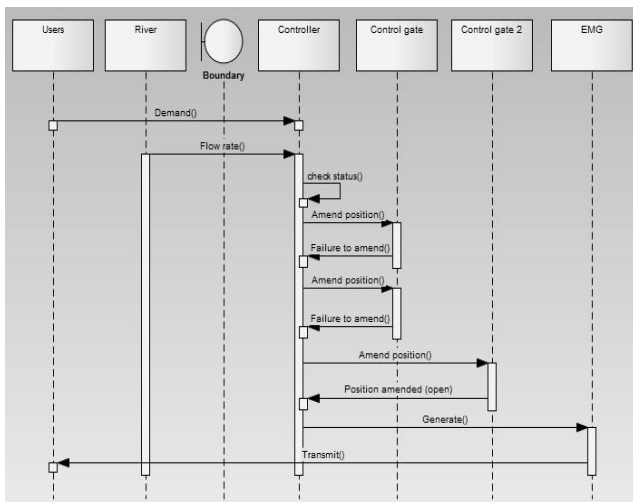 Users
River
Boundary
Controller
Control gate
Control gate 2
EMG
Demand()
Flow rate()
check status()
Amend position()
Failure to amend()
Amend position()
Failure to amend()
Amend position()
Position amended (open)
Generate()
Transmit()